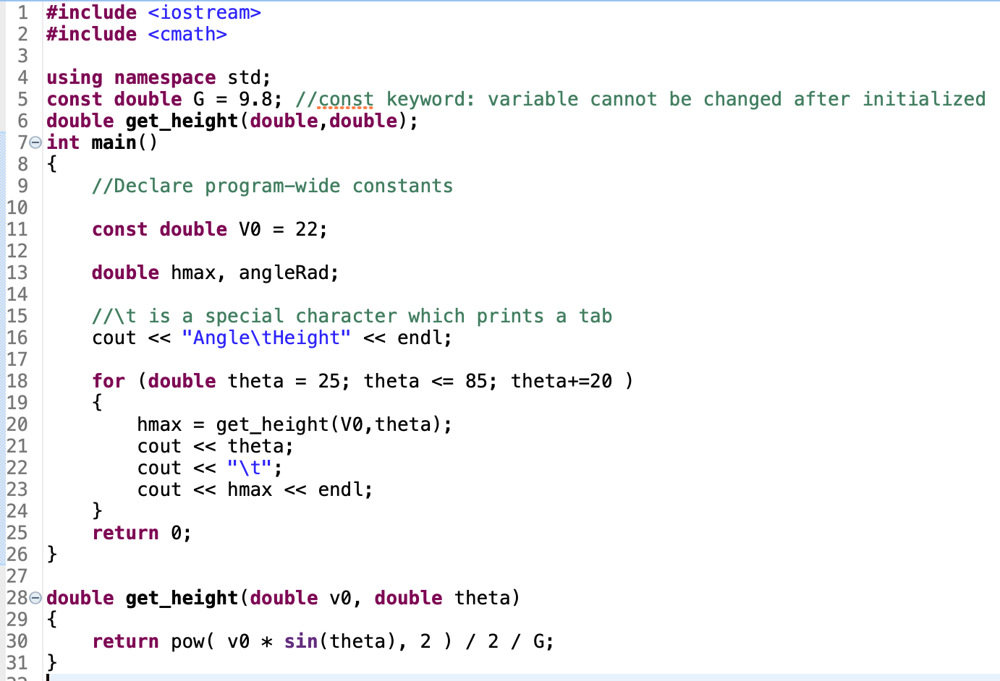 1 #include <iostream>
2 #include <cmath>
3
4 using namespace std;
5 const double G = 9.8; //const keyword: variable cannot be changed after initialized
6 double get_height(double,double);
7 int main()
8 {
9     //Declare program-wide constants
10
11     const double V0 = 22;
12
13     double hmax, angleRad;
14
15     //\t is a special character which prints a tab
16     cout << "Angle\tHeight" << endl;
17
18     for (double theta = 25; theta <= 85; theta+=20 )
19     {
20         hmax = get_height(V0,theta);
21         cout << theta;
22         cout << "\t";
23         cout << hmax << endl;
24     }
25     return 0;
26 }
27
28 double get_height(double v0, double theta)
29 {
30     return pow( v0 * sin(theta), 2 ) / 2 / G;
31 }